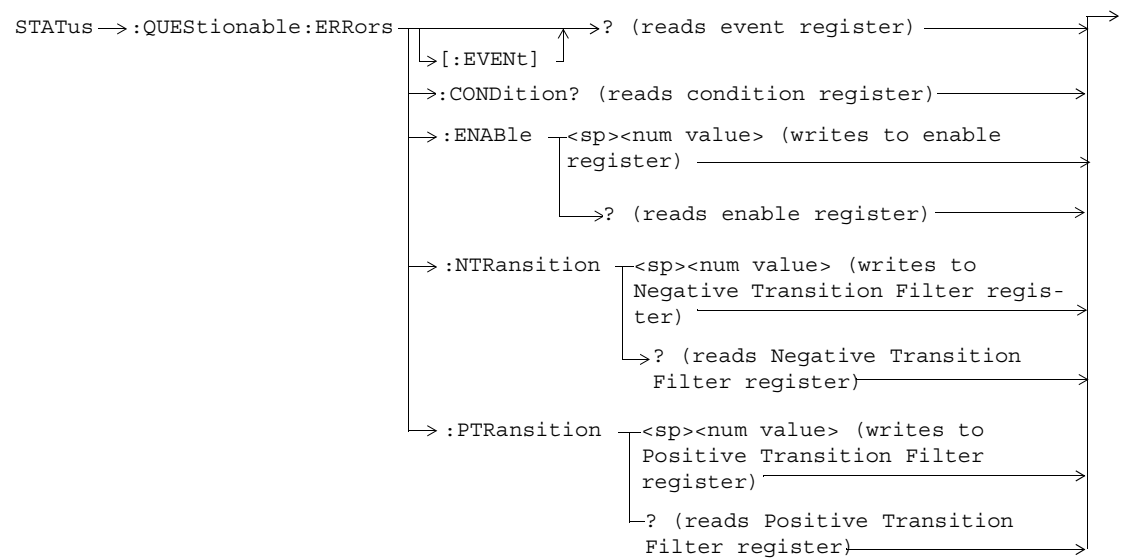 STATus :QUEStionable:ERRors ? (reads event register)
[:EVENt]
:CONDition? (reads condition register)
:ENABle <sp><num value> (writes to enable
register)
? (reads enable register)
:NTRansition <sp><num value> (writes to
Negative Transition Filter regis-
ter)
? (reads Negative Transition
Filter register)
:PTRansition <sp><num value> (writes to
Positive Transition Filter
register)
? (reads Positive Transition
Filter register)